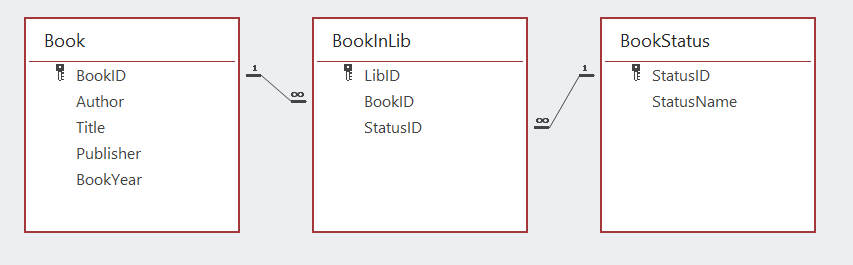 Book
BookID
Author
Title
Publisher
BookYear
1
∞
BookInLib
LibID
BookID
StatusID
∞
1
BookStatus
StatusID
StatusName